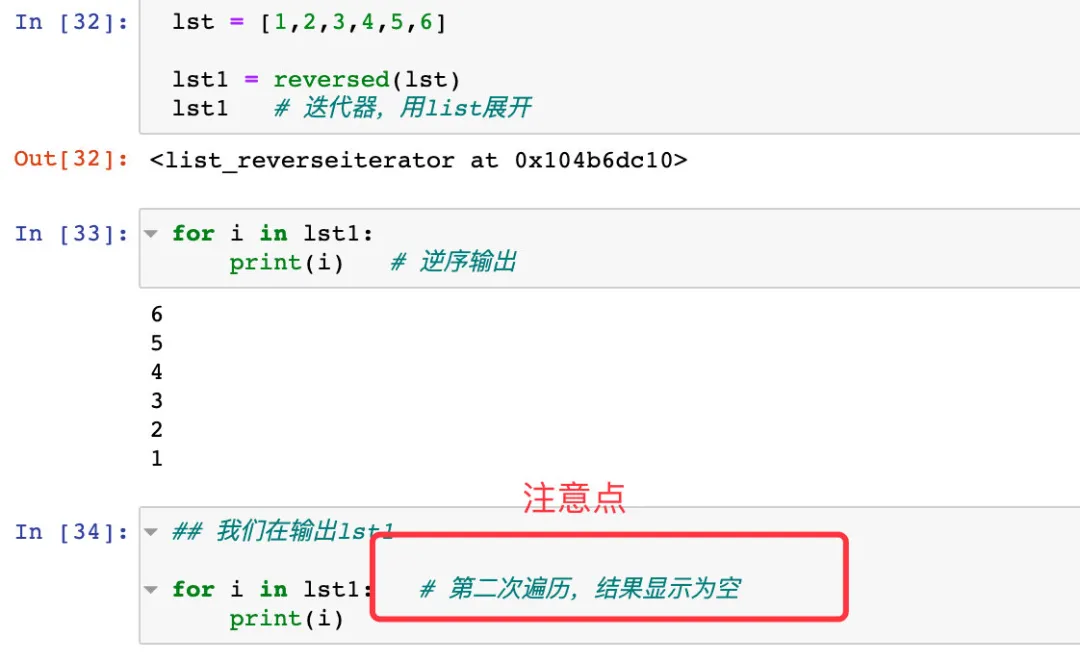 In [32]: lst = [1,2,3,4,5,6]
lst1 = reversed(lst)
lst1 # 迭代器，用list展开
Out[32]: <list_reverseiterator at 0x104b6dc10>
In [33]: for i in lst1:
print(i) # 逆序输出
6
5
4
3
2
1
注意点
In [34]: ## 我们在输出lst1
for i in lst1: # 第二次遍历，结果显示为空
print(i)